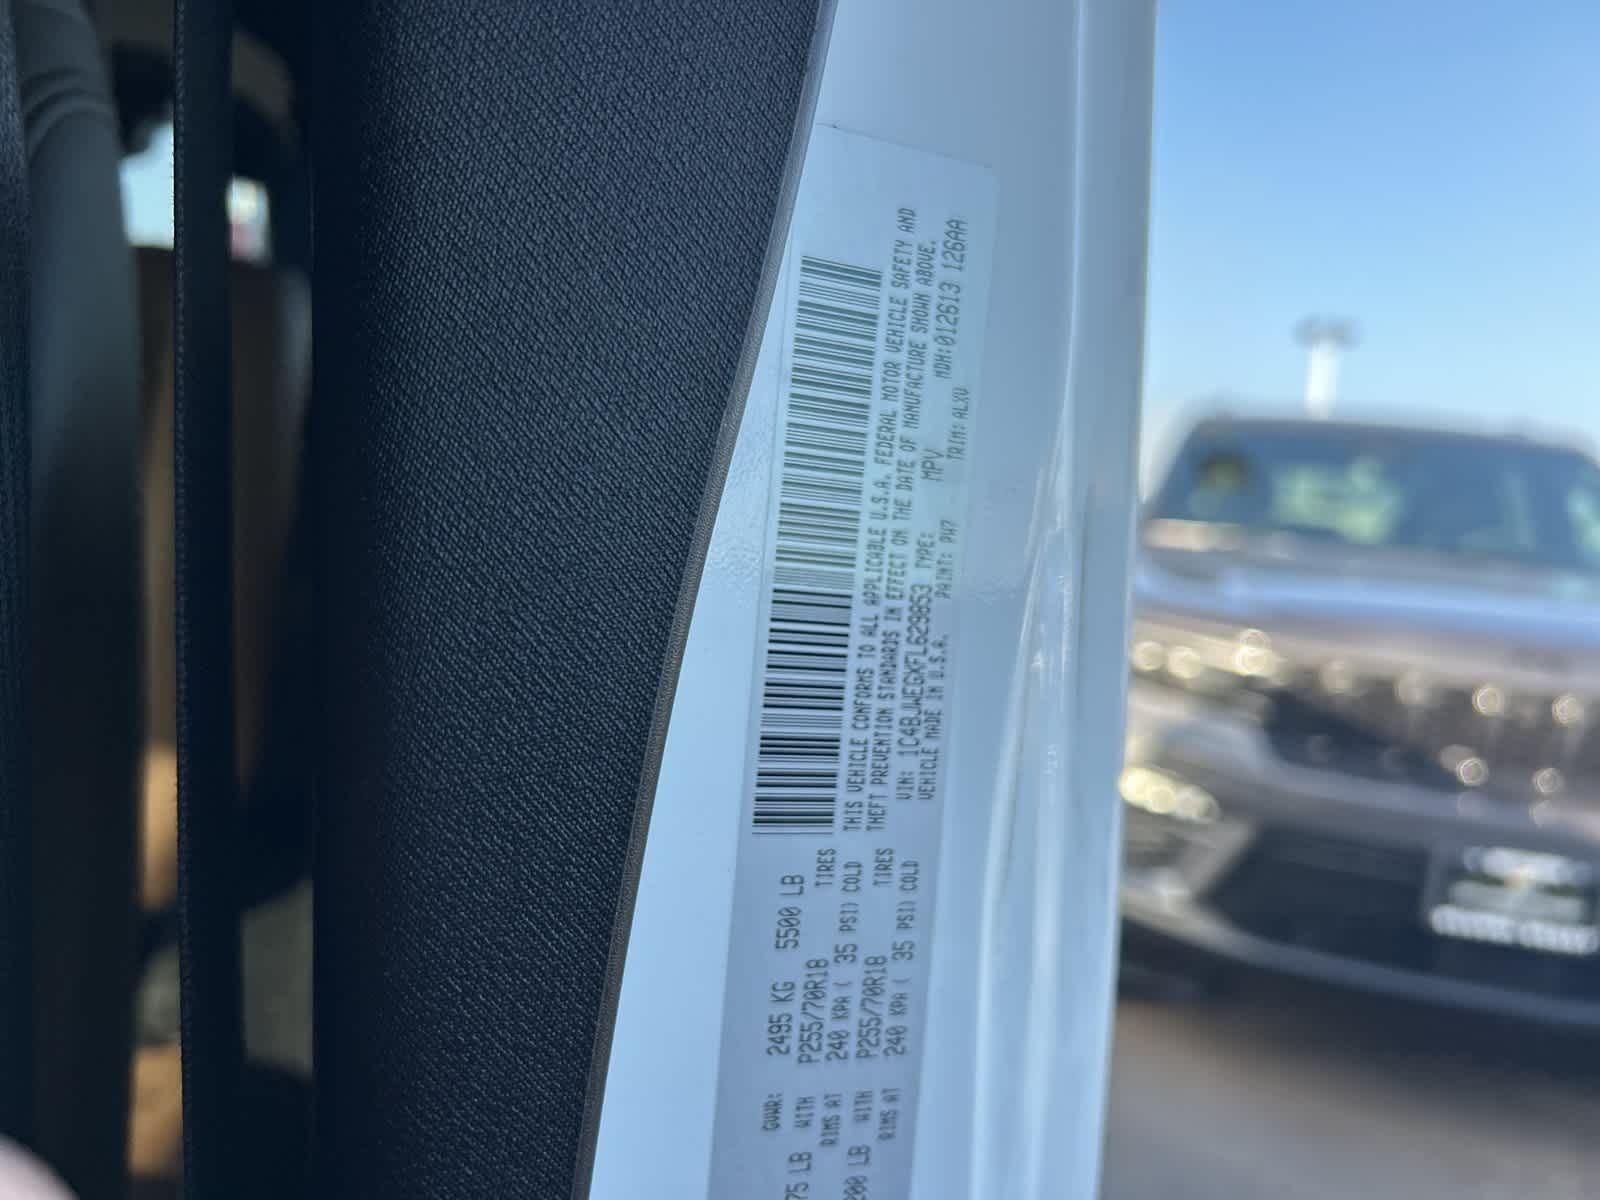 GVWR: 2495 KG 5500 LB
75 LB WITH P255/70R18 TIRES
RIMS AT 240 KPA ( 35 PSI) COLD
200 LB WITH P255/70R18 TIRES
RIMS AT 240 KPA ( 35 PSI) COLD
THIS VEHICLE CONFORMS TO ALL APPLICABLE U.S.A. FEDERAL MOTOR VEHICLE SAFETY AND
THEFT PREVENTION STANDARDS IN EFFECT ON THE DATE OF MANUFACTURE SHOWN ABOVE.
VIN: 1C4BJWEGXFL629853 TYPE: MPV MDH:012613 126AA
VEHICLE MADE IN U.S.A. PAINT: PW7 TRIM: ALXV